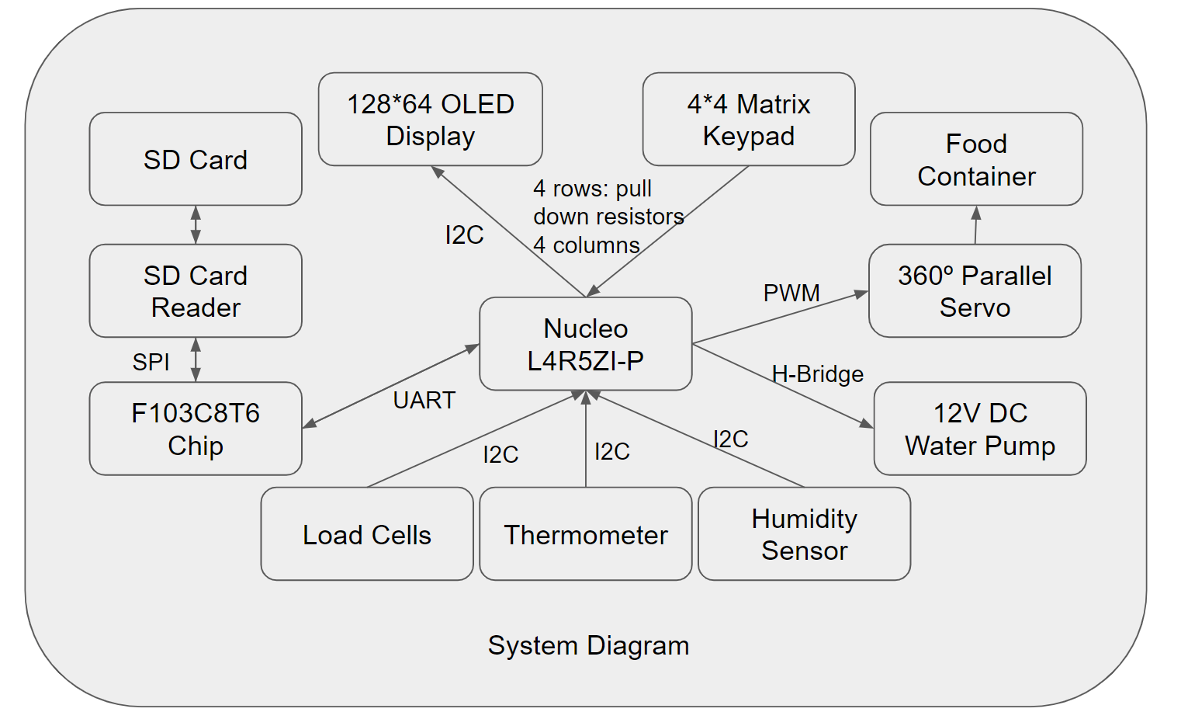 128*64 OLED
Display
4*4 Matrix
Keypad
SD Card
Food
Container
4 rows: pull
down resistors
4 columns
I2C
SD Card
Reader
360º Parallel
Servo
PWM
Nucleo
L4R5ZI-P
SPI
H-Bridge
UART
F103C8T6
Chip
12V DC
Water Pump
I2C
I2C
I2C
Load Cells
Thermometer
Humidity
Sensor
System Diagram